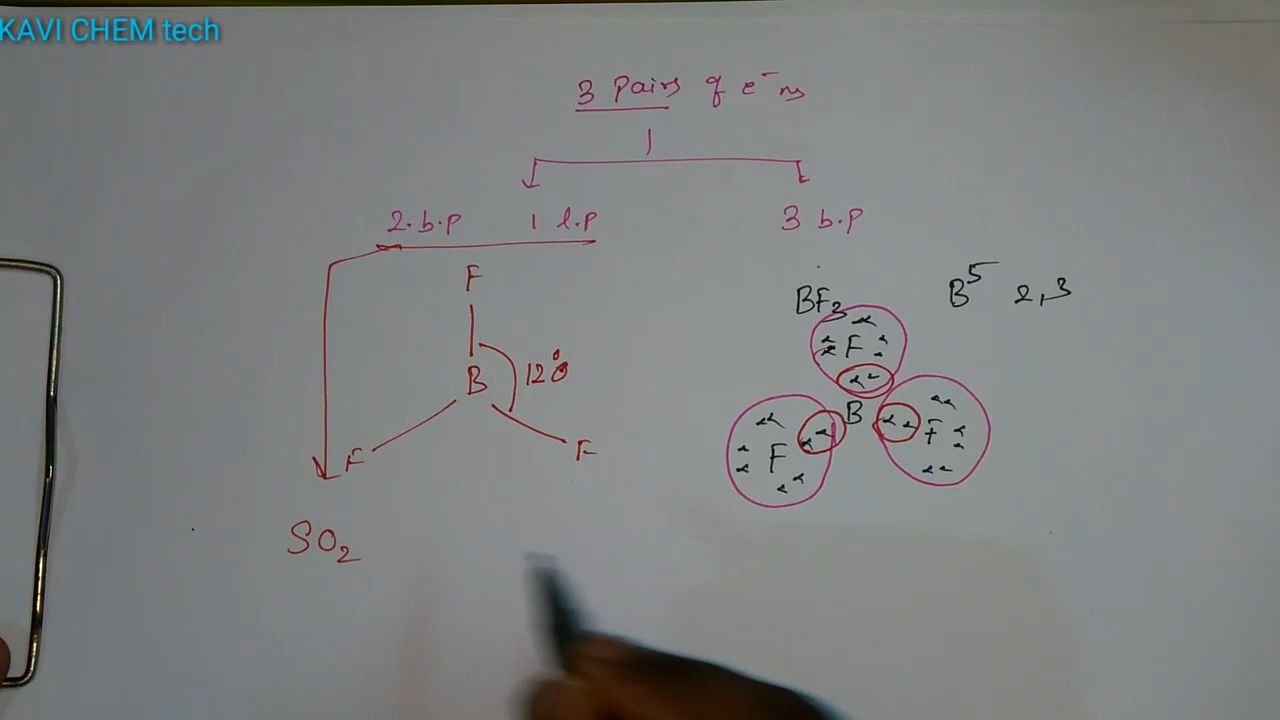 KAVI CHEM tech
3 Pairs of e⁻ns
2.b.p 1 l.p 3 b.p
F
BF₃ B⁵ 2,3
F
B 120°
B
F F
F F
SO₂